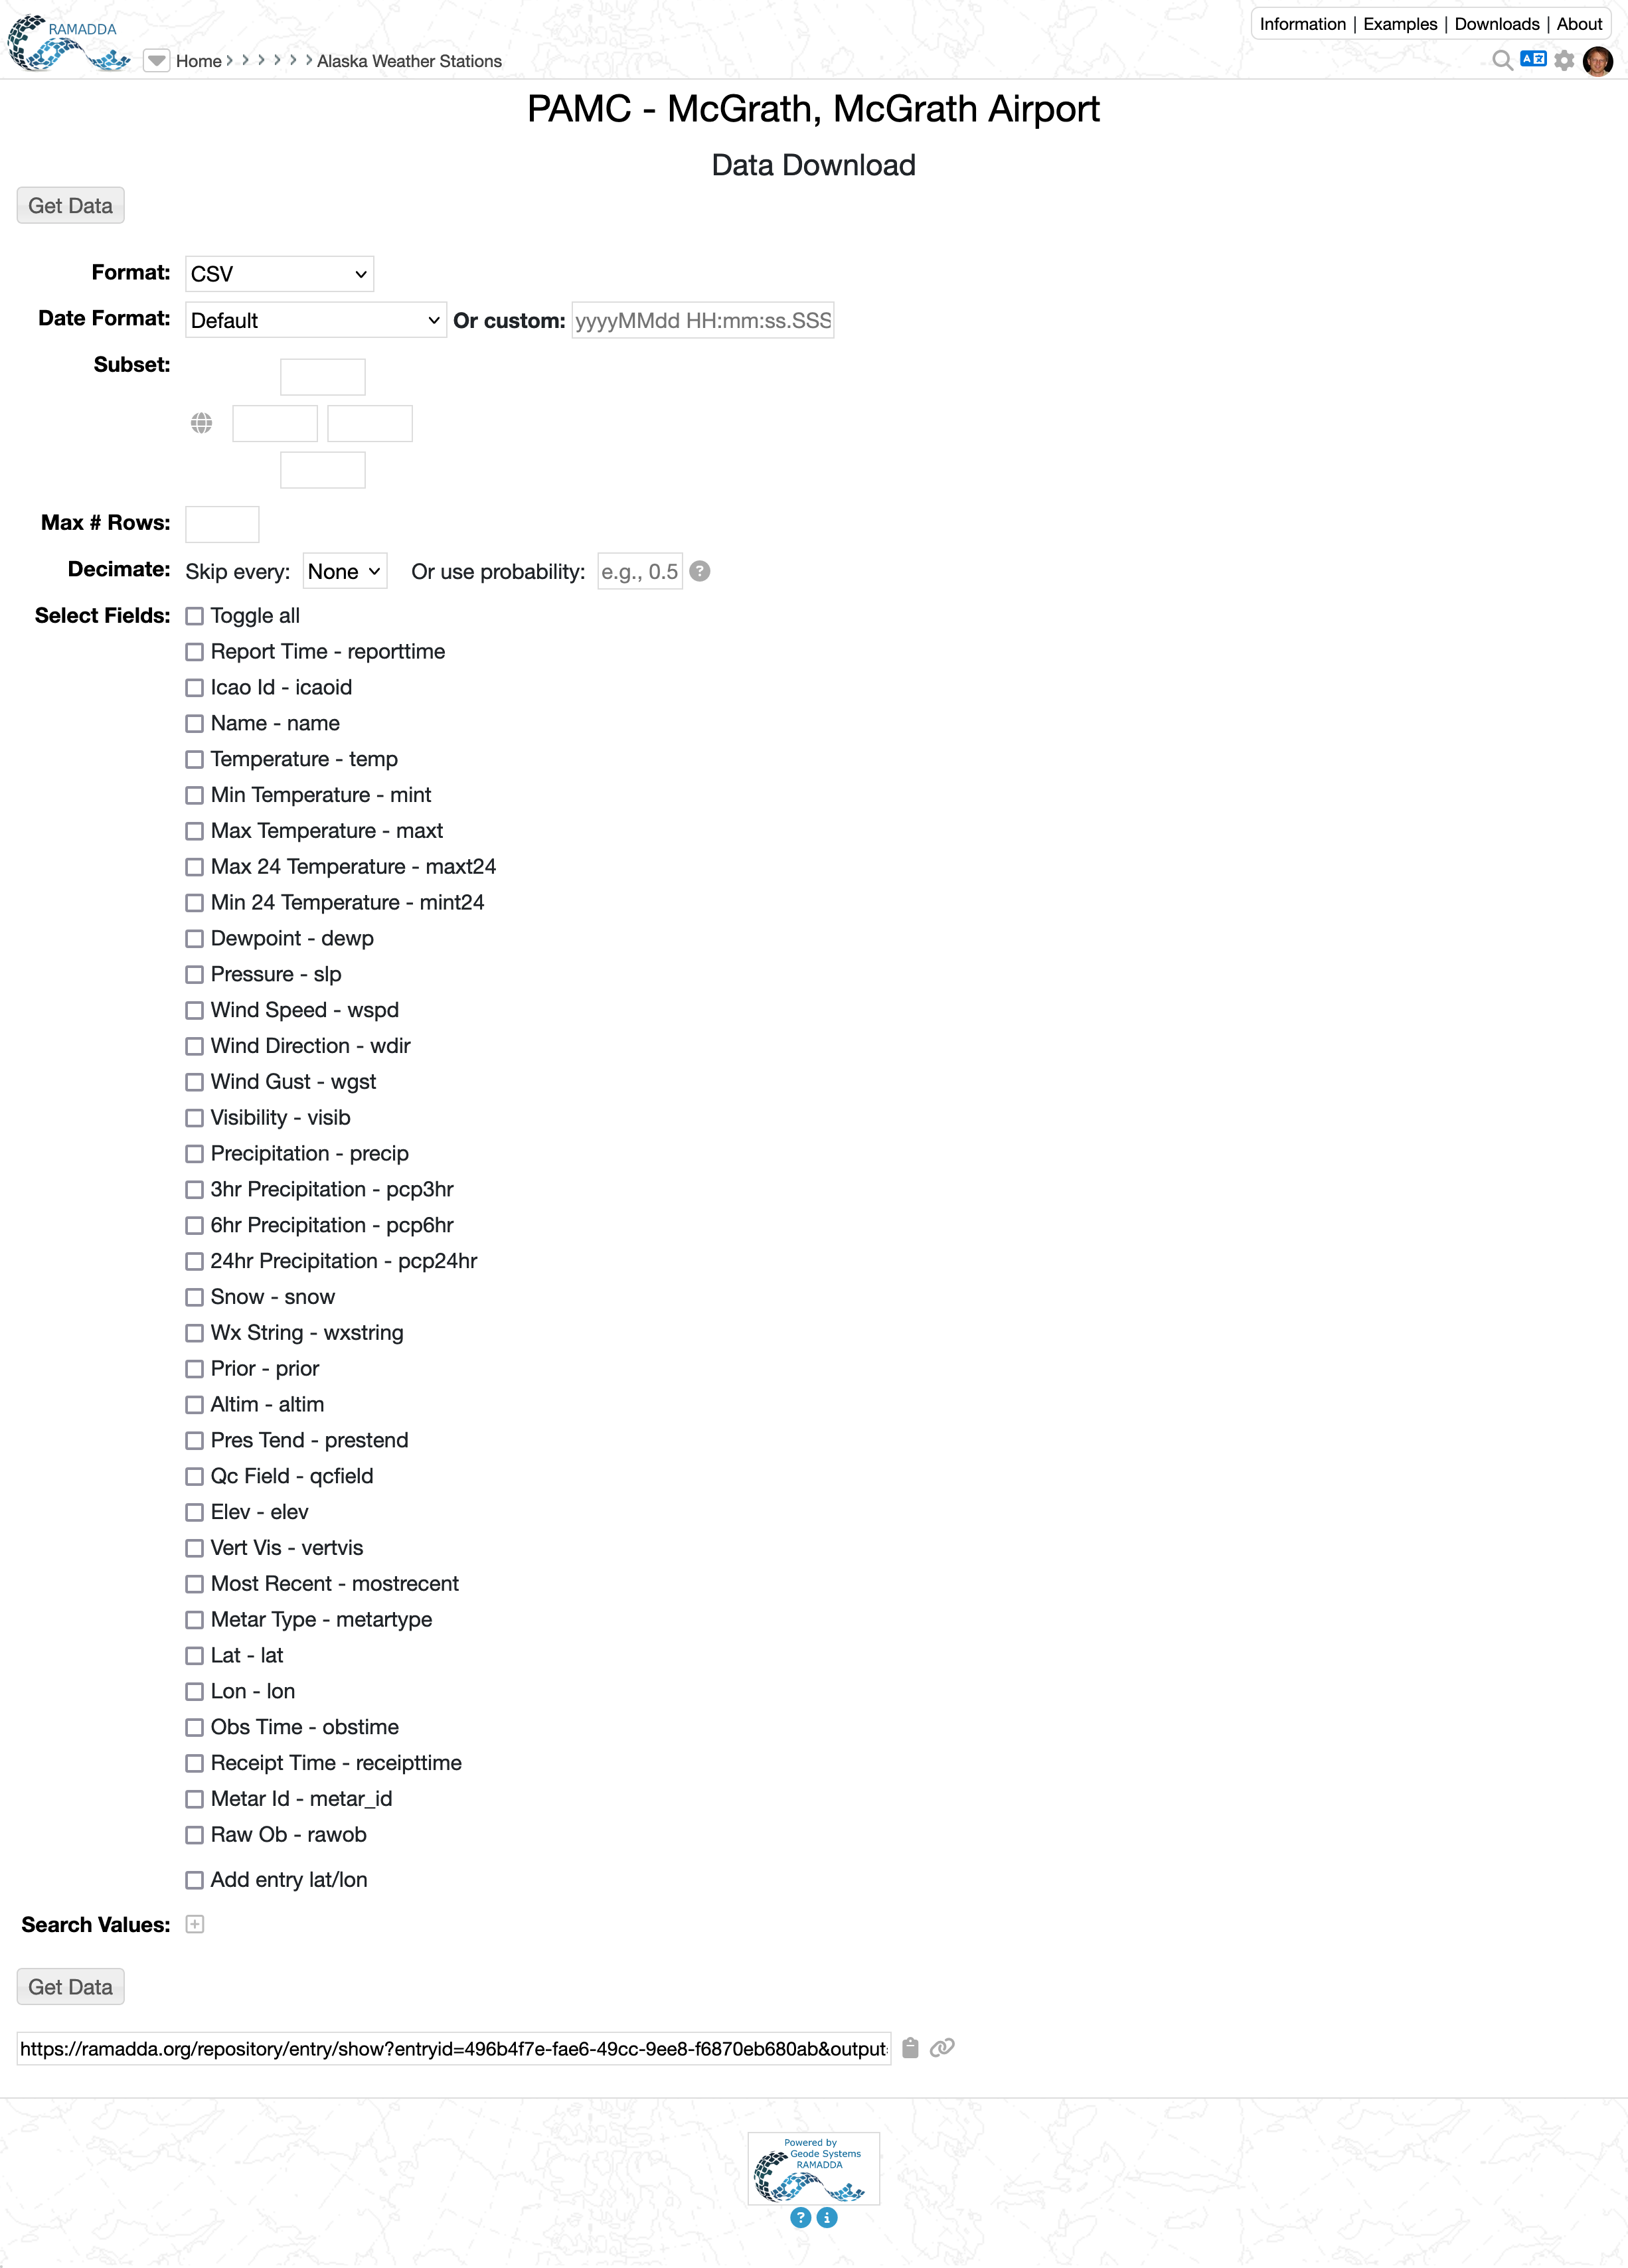 RAMADDA
Information | Examples | Downloads | About
Home > > > > > > Alaska Weather Stations
PAMC - McGrath, McGrath Airport
Data Download
Get Data
Format: CSV
Date Format: Default Or custom: yyyyMMdd HH:mm:ss.SSS
Subset:
Max # Rows:
Decimate: Skip every: None Or use probability: e.g., 0.5 ?
Select Fields: Toggle all
Report Time - reporttime
Icao Id - icaoid
Name - name
Temperature - temp
Min Temperature - mint
Max Temperature - maxt
Max 24 Temperature - maxt24
Min 24 Temperature - mint24
Dewpoint - dewp
Pressure - slp
Wind Speed - wspd
Wind Direction - wdir
Wind Gust - wgst
Visibility - visib
Precipitation - precip
3hr Precipitation - pcp3hr
6hr Precipitation - pcp6hr
24hr Precipitation - pcp24hr
Snow - snow
Wx String - wxstring
Prior - prior
Altim - altim
Pres Tend - prestend
Qc Field - qcfield
Elev - elev
Vert Vis - vertvis
Most Recent - mostrecent
Metar Type - metartype
Lat - lat
Lon - lon
Obs Time - obstime
Receipt Time - receipttime
Metar Id - metar_id
Raw Ob - rawob
Add entry lat/lon
Search Values:
Get Data
https://ramadda.org/repository/entry/show?entryid=496b4f7e-fae6-49cc-9ee8-f6870eb680ab&output
Powered by
Geode Systems
RAMADDA